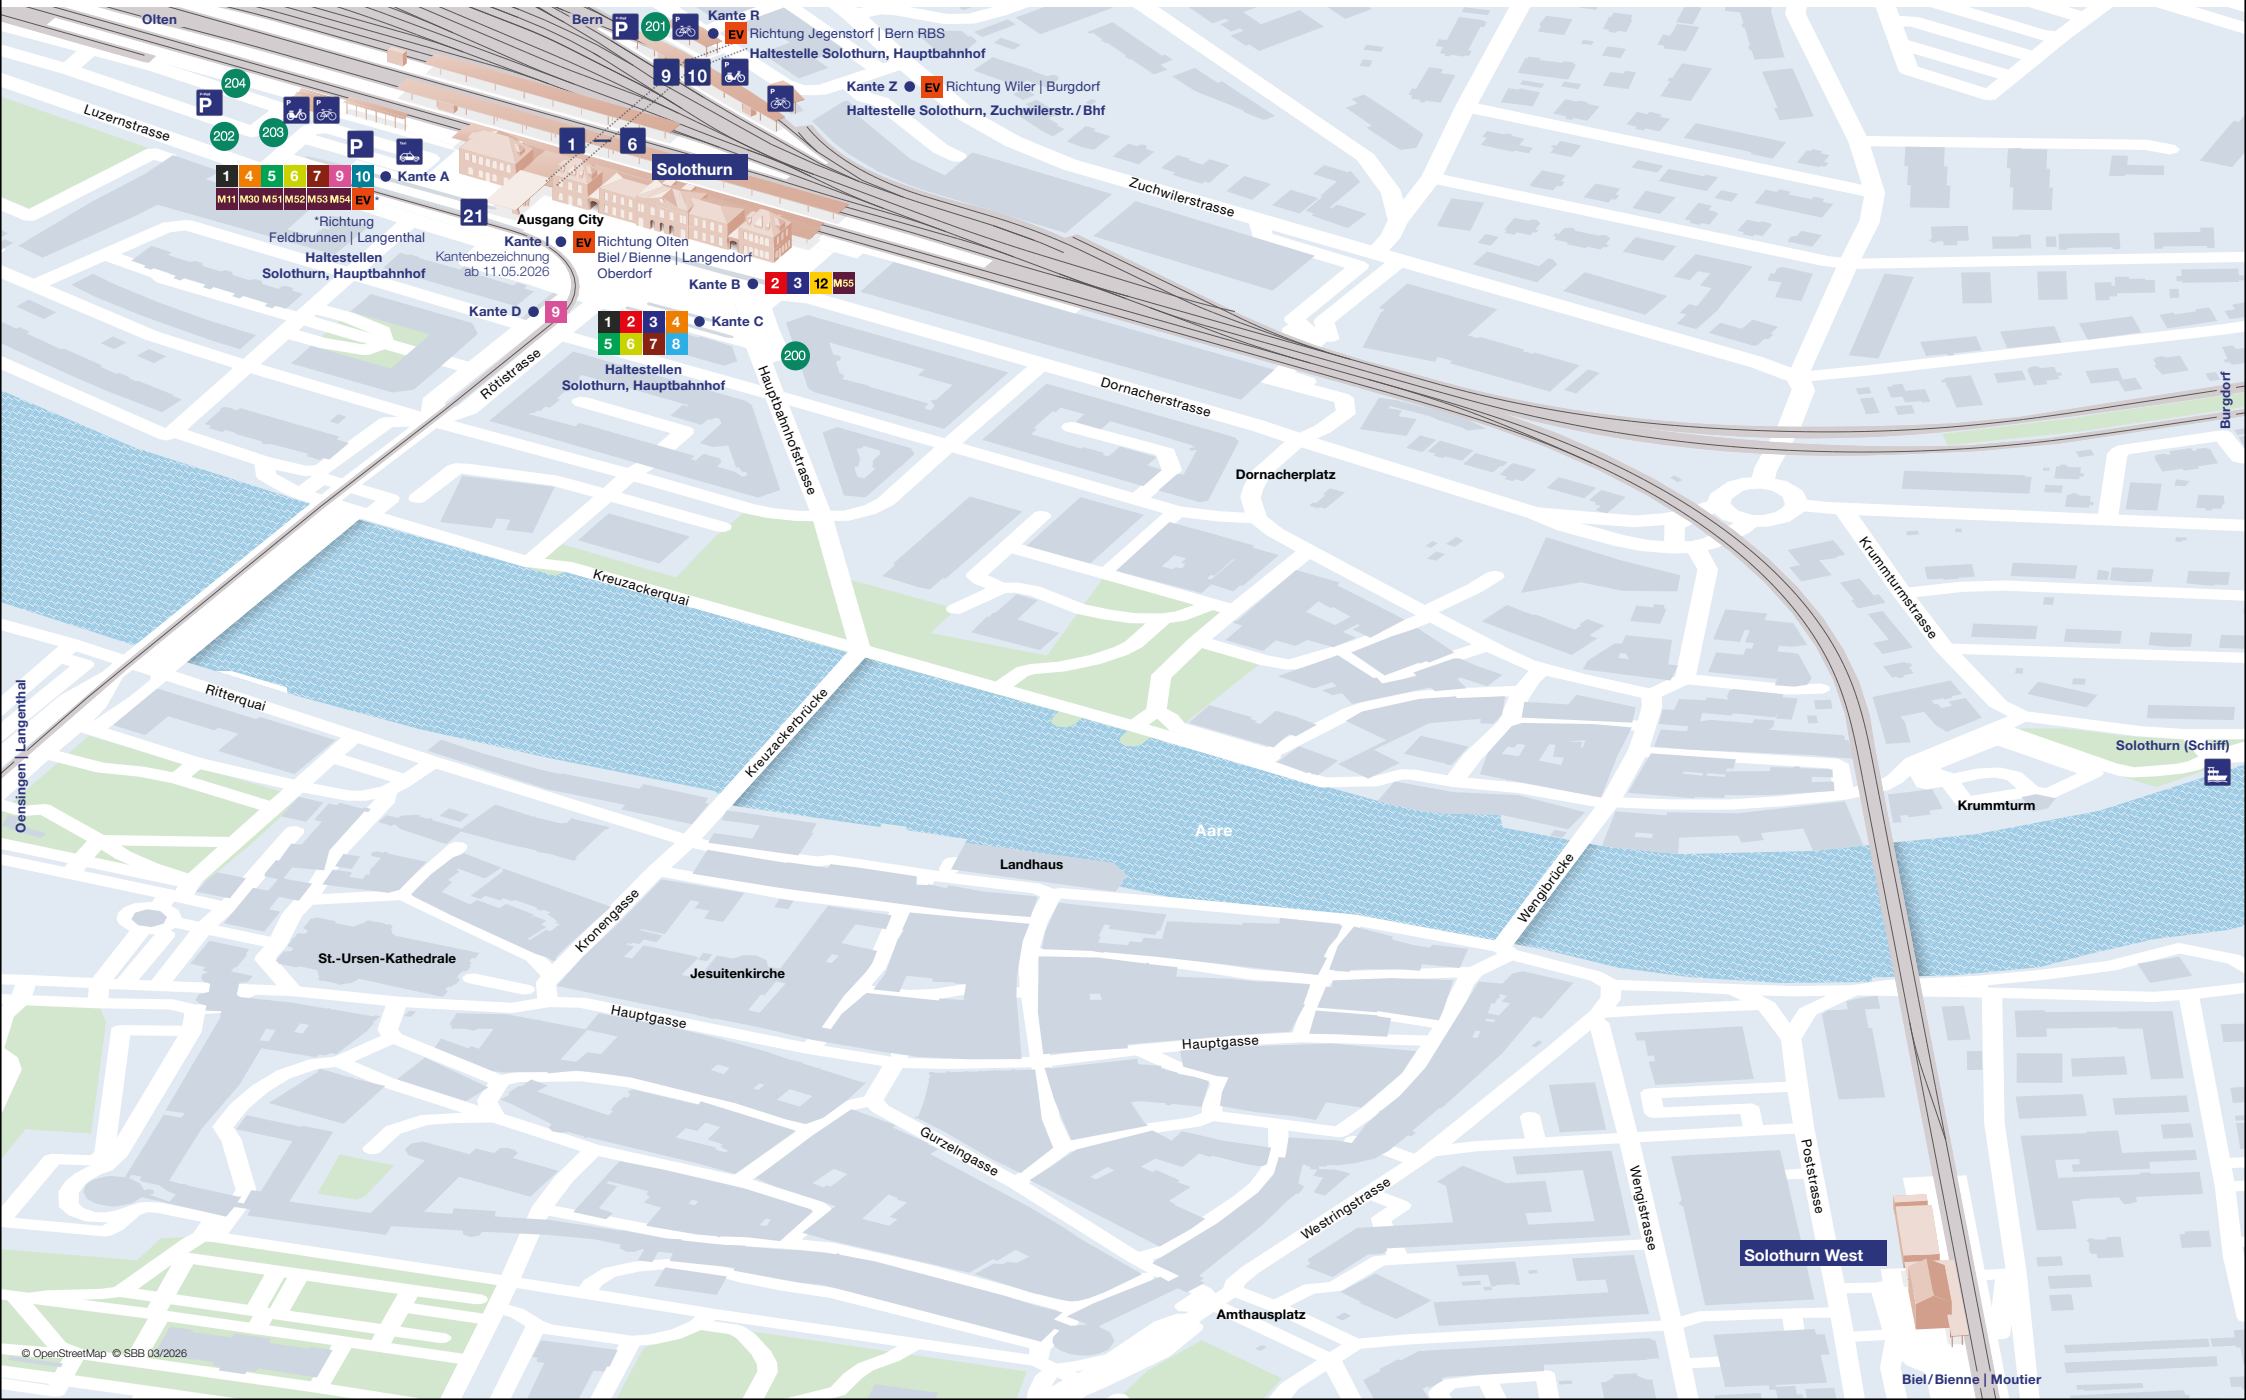 Olten
Bern
P
201
P
Kante R
EV Richtung Jegenstorf | Bern RBS
Haltestelle Solothurn, Hauptbahnhof
9
10
P
Kante Z EV Richtung Wiler | Burgdorf
Haltestelle Solothurn, Zuchwilerstr./Bhf
P
204
P
P
P
202
203
P
Taxi
Luzernstrasse
1 – 6
Solothurn
1 4 5 6 7 9 10 Kante A
M11 M30 M51 M52 M53 M54 EV *
*Richtung
Feldbrunnen | Langenthal
Haltestellen
Solothurn, Hauptbahnhof
21
Ausgang City
Kante I EV Richtung Olten
Biel/Bienne | Langendorf
Oberdorf
Kantenbezeichnung
ab 11.05.2026
Kante B 2 3 12 M55
Kante D 9
1 2 3 4 Kante C
5 6 7 8
Haltestellen
Solothurn, Hauptbahnhof
200
Zuchwilerstrasse
Rötistrasse
Hauptbahnhofstrasse
Dornacherstrasse
Dornacherplatz
Burgdorf
Krummturmstrasse
Kreuzackerquai
Ritterquai
Kreuzackerbrücke
Oensingen | Langenthal
Solothurn (Schiff)
Krummturm
Aare
Landhaus
Wengibrücke
Kronengasse
St.-Ursen-Kathedrale
Jesuitenkirche
Hauptgasse
Hauptgasse
Gurzelngasse
Westringstrasse
Wengistrasse
Poststrasse
Solothurn West
Amthausplatz
© OpenStreetMap © SBB 03/2026
Biel/Bienne | Moutier